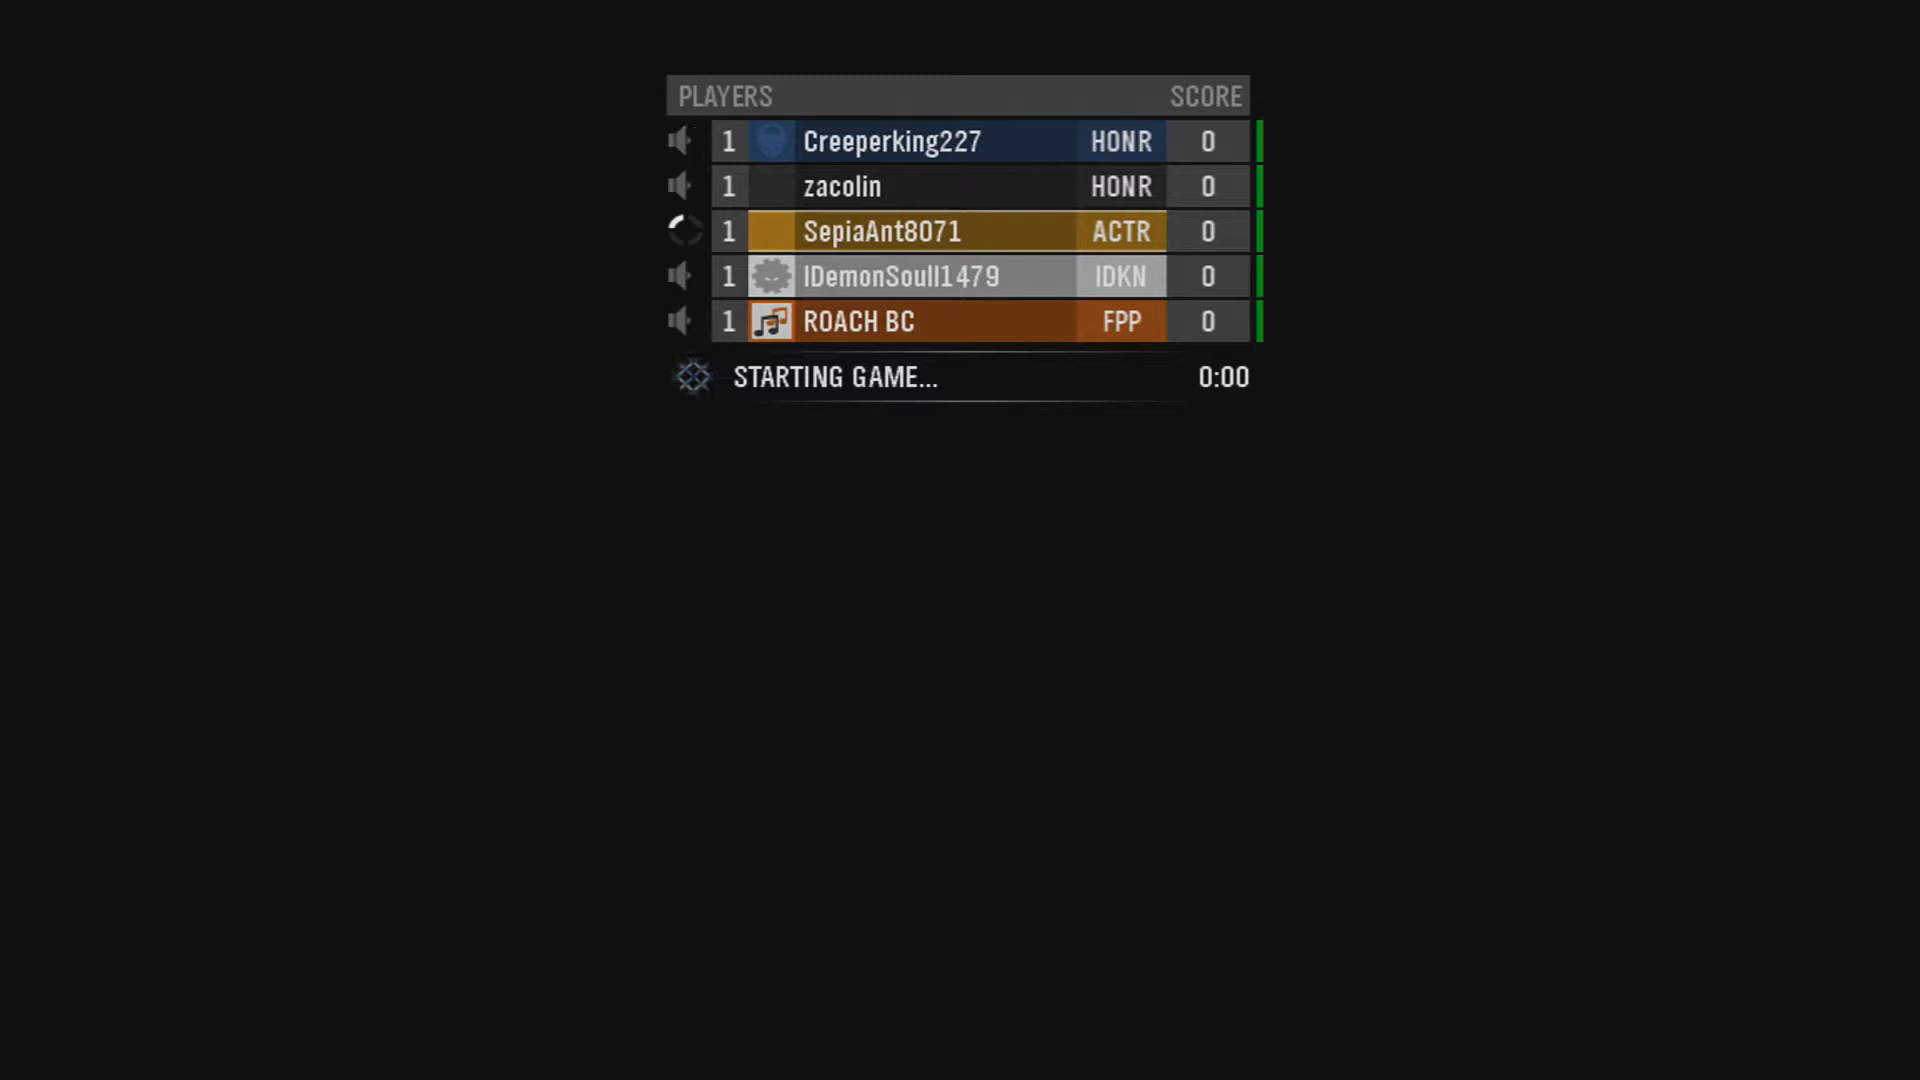 PLAYERS SCORE
1 Creeperking227 HONR 0
1 zacolin HONR 0
1 SepiaAnt8071 ACTR 0
1 IDemonSoulI1479 IDKN 0
1 ROACH BC FPP 0
STARTING GAME... 0:00